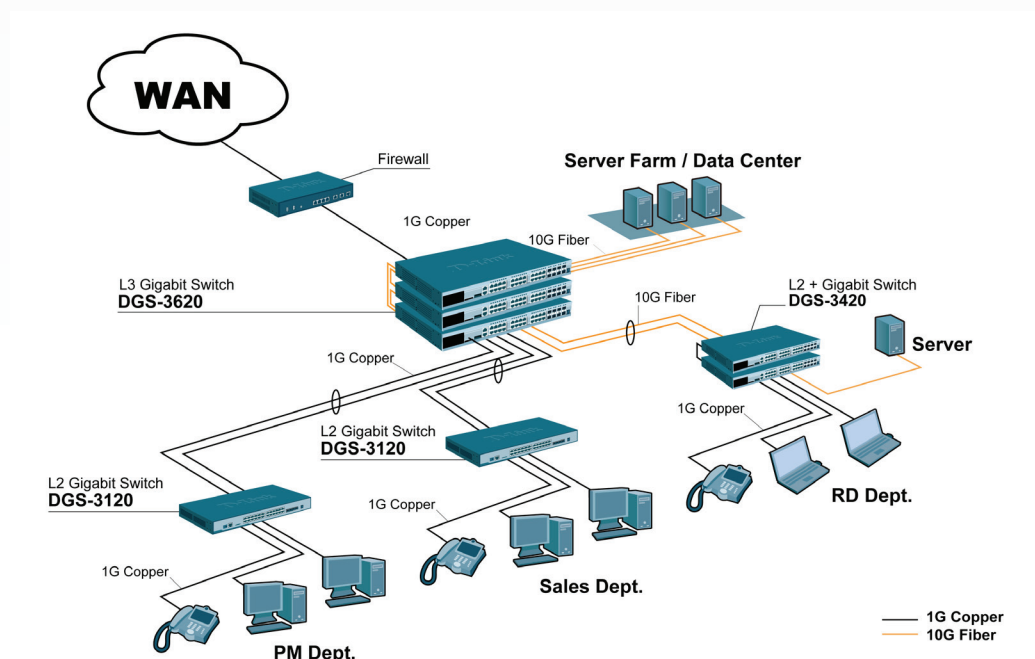 WAN
Firewall
Server Farm / Data Center
1G Copper
10G Fiber
L3 Gigabit Switch
DGS-3620
10G Fiber
L2 + Gigabit Switch
DGS-3420
Server
1G Copper
1G Copper
L2 Gigabit Switch
DGS-3120
RD Dept.
L2 Gigabit Switch
DGS-3120
1G Copper
1G Copper
Sales Dept.
PM Dept.
1G Copper
10G Fiber